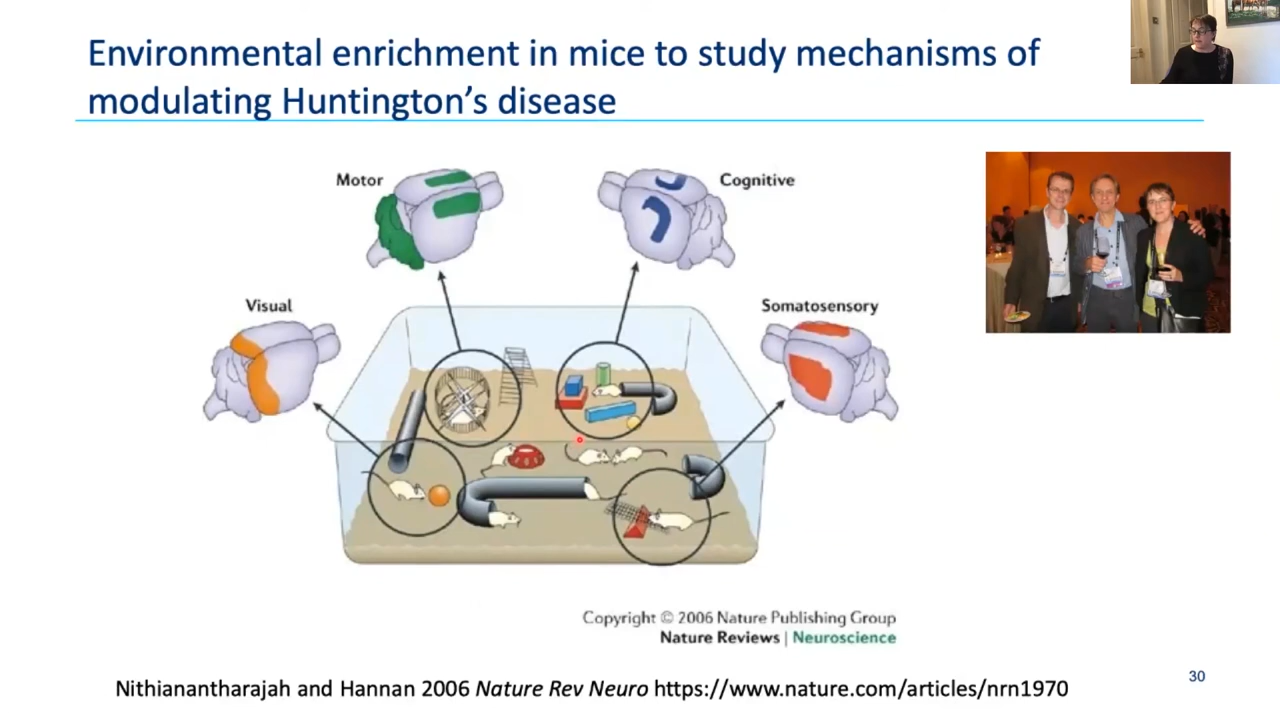 Environmental enrichment in mice to study mechanisms of
modulating Huntington’s disease
Motor
Cognitive
Visual
Somatosensory
Copyright © 2006 Nature Publishing Group
Nature Reviews | Neuroscience
Nithianantharajah and Hannan 2006 Nature Rev Neuro https://www.nature.com/articles/nrn1970
30